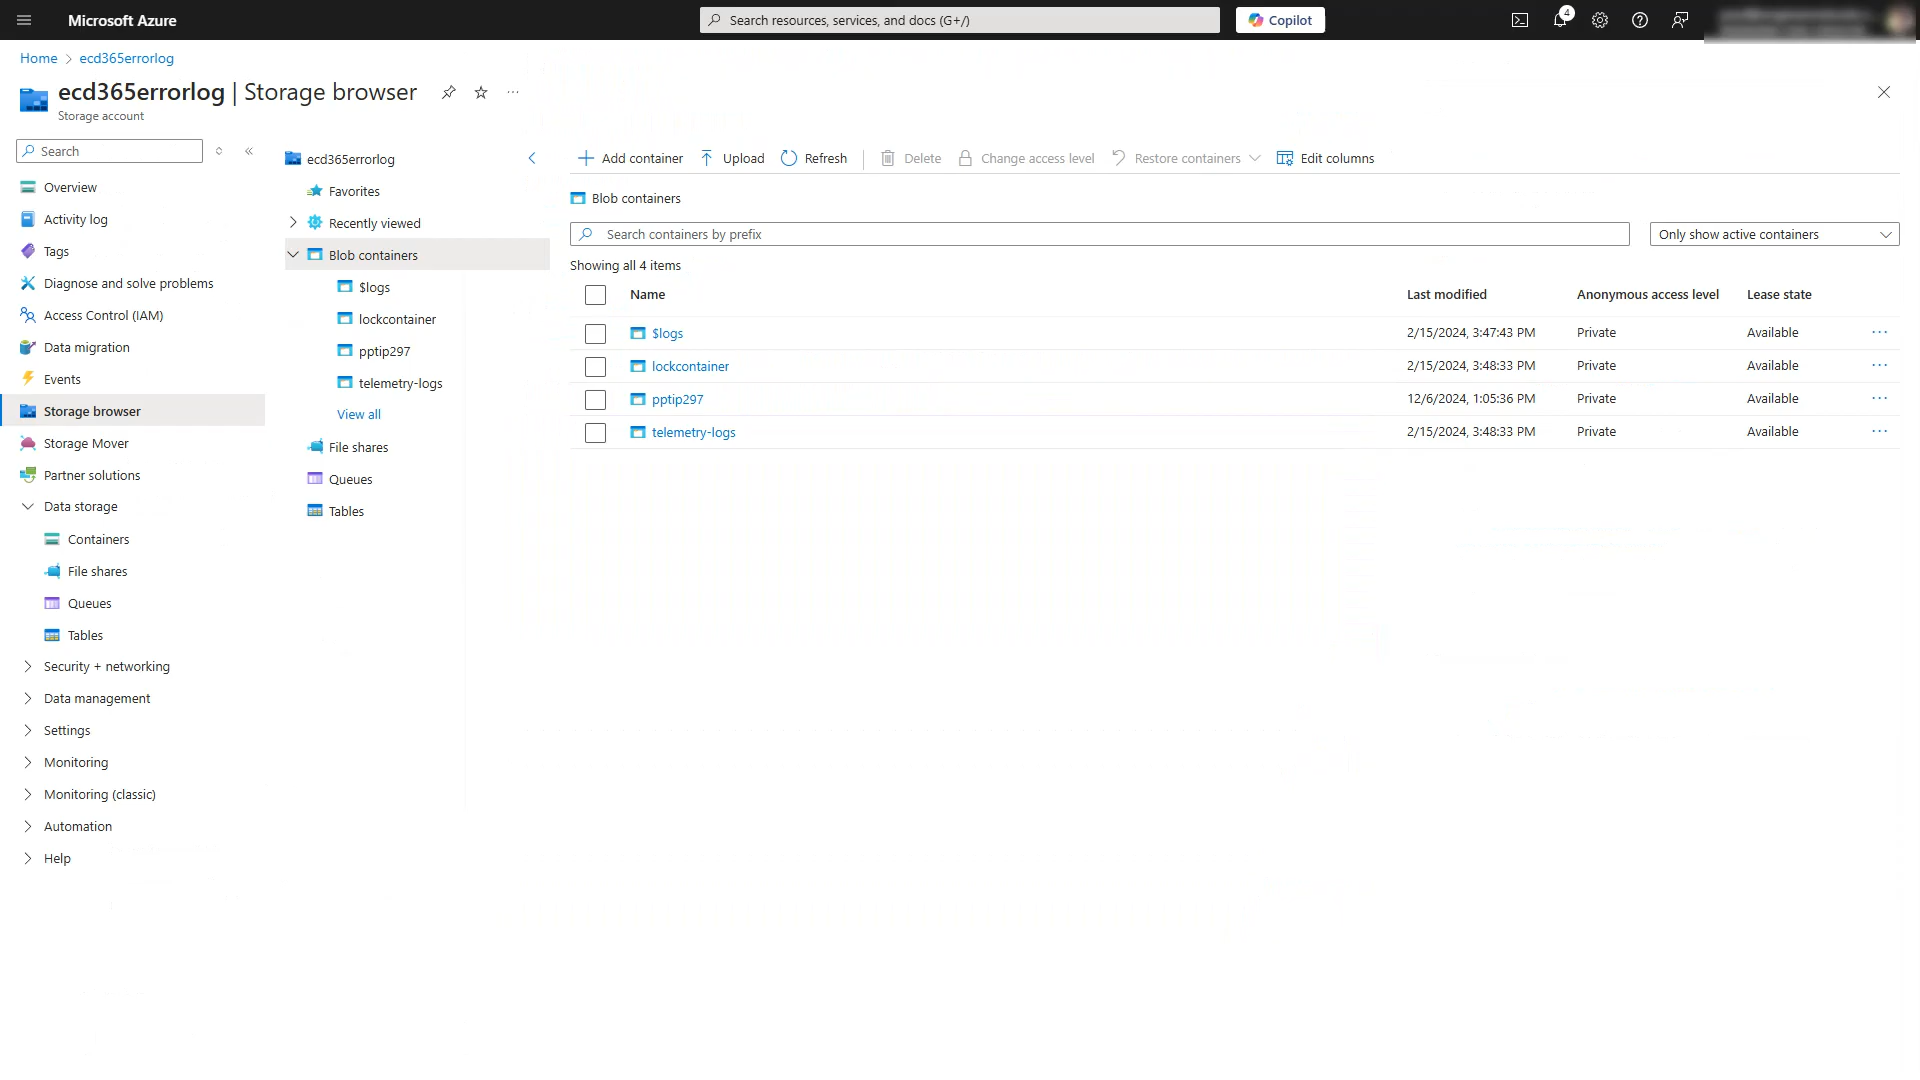 Microsoft Azure
Search resources, services, and docs (G+/)
Copilot
4
Home > ecd365errorlog
ecd365errorlog | Storage browser
Storage account
Search
Overview
Activity log
Tags
Diagnose and solve problems
Access Control (IAM)
Data migration
Events
Storage browser
Storage Mover
Partner solutions
Data storage
Containers
File shares
Queues
Tables
Security + networking
Data management
Settings
Monitoring
Monitoring (classic)
Automation
Help
ecd365errorlog
Favorites
Recently viewed
Blob containers
$logs
lockcontainer
pptip297
telemetry-logs
View all
File shares
Queues
Tables
Add container Upload Refresh Delete Change access level Restore containers Edit columns
Blob containers
Search containers by prefix
Only show active containers
Showing all 4 items
Name Last modified Anonymous access level Lease state
$logs 2/15/2024, 3:47:43 PM Private Available
lockcontainer 2/15/2024, 3:48:33 PM Private Available
pptip297 12/6/2024, 1:05:36 PM Private Available
telemetry-logs 2/15/2024, 3:48:33 PM Private Available